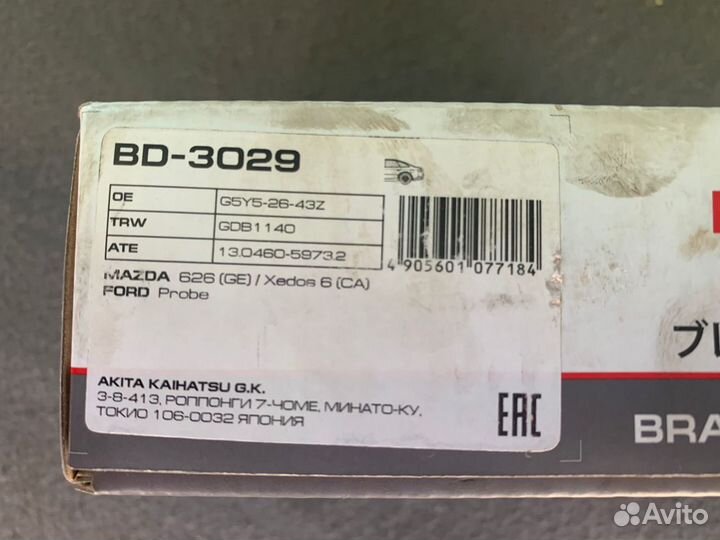 BD-3029
OE G5Y5-26-43Z
TRW GDB1140
ATE 13.0460-5973.2
4 905601 077184
MAZDA 626 (GE) / Xedos 6 (CA)
FORD Probe
AKITA KAIHATSU G.K.
3-8-413, РОППОНГИ 7-ЧОМЕ, МИНАТО-КУ,
ТОКИО 106-0032 ЯПОНИЯ
EAC
ブレ
BRA
Avito